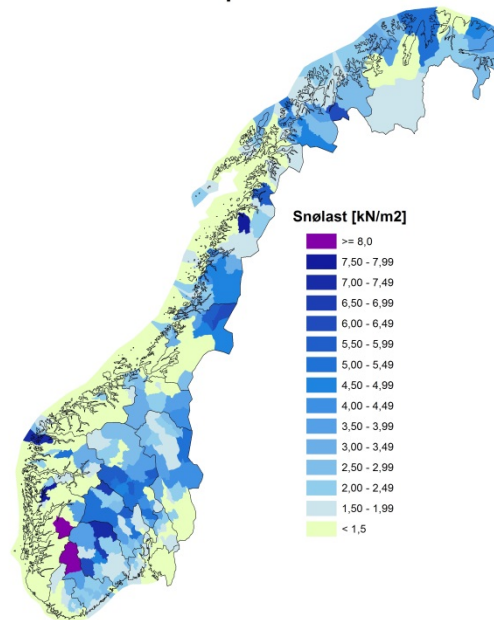 Snølast [kN/m2]
>= 8,0
7,50 - 7,99
7,00 - 7,49
6,50 - 6,99
6,00 - 6,49
5,50 - 5,99
5,00 - 5,49
4,50 - 4,99
4,00 - 4,49
3,50 - 3,99
3,00 - 3,49
2,50 - 2,99
2,00 - 2,49
1,50 - 1,99
< 1,5